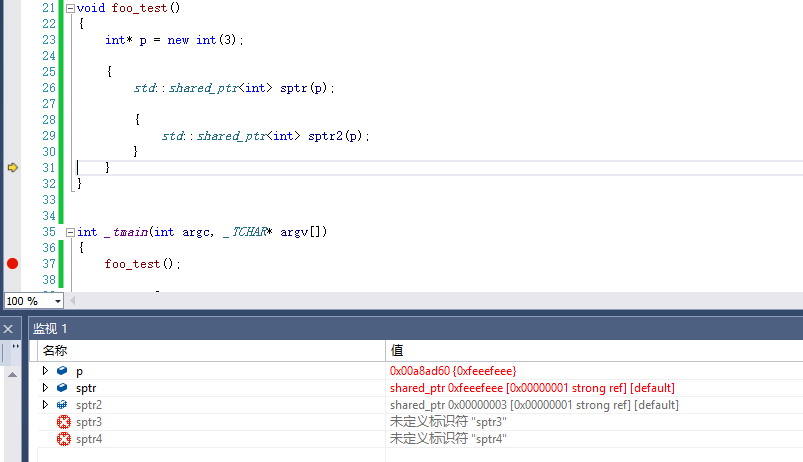 21 void foo_test()
22 {
23 int* p = new int(3);
24
25 {
26 std::shared_ptr<int> sptr(p);
27
28 {
29 std::shared_ptr<int> sptr2(p);
30 }
31 }
32 }
33
34
35 int _tmain(int argc, _TCHAR* argv[])
36 {
37 foo_test();
38
100 %
监视 1
名称 值
p 0x00a8ad60 {0xfeeefeee}
sptr shared_ptr 0xfeeefeee [0x00000001 strong ref] [default]
sptr2 shared_ptr 0x00000003 [0x00000001 strong ref] [default]
sptr3 未定义标识符 "sptr3"
sptr4 未定义标识符 "sptr4"